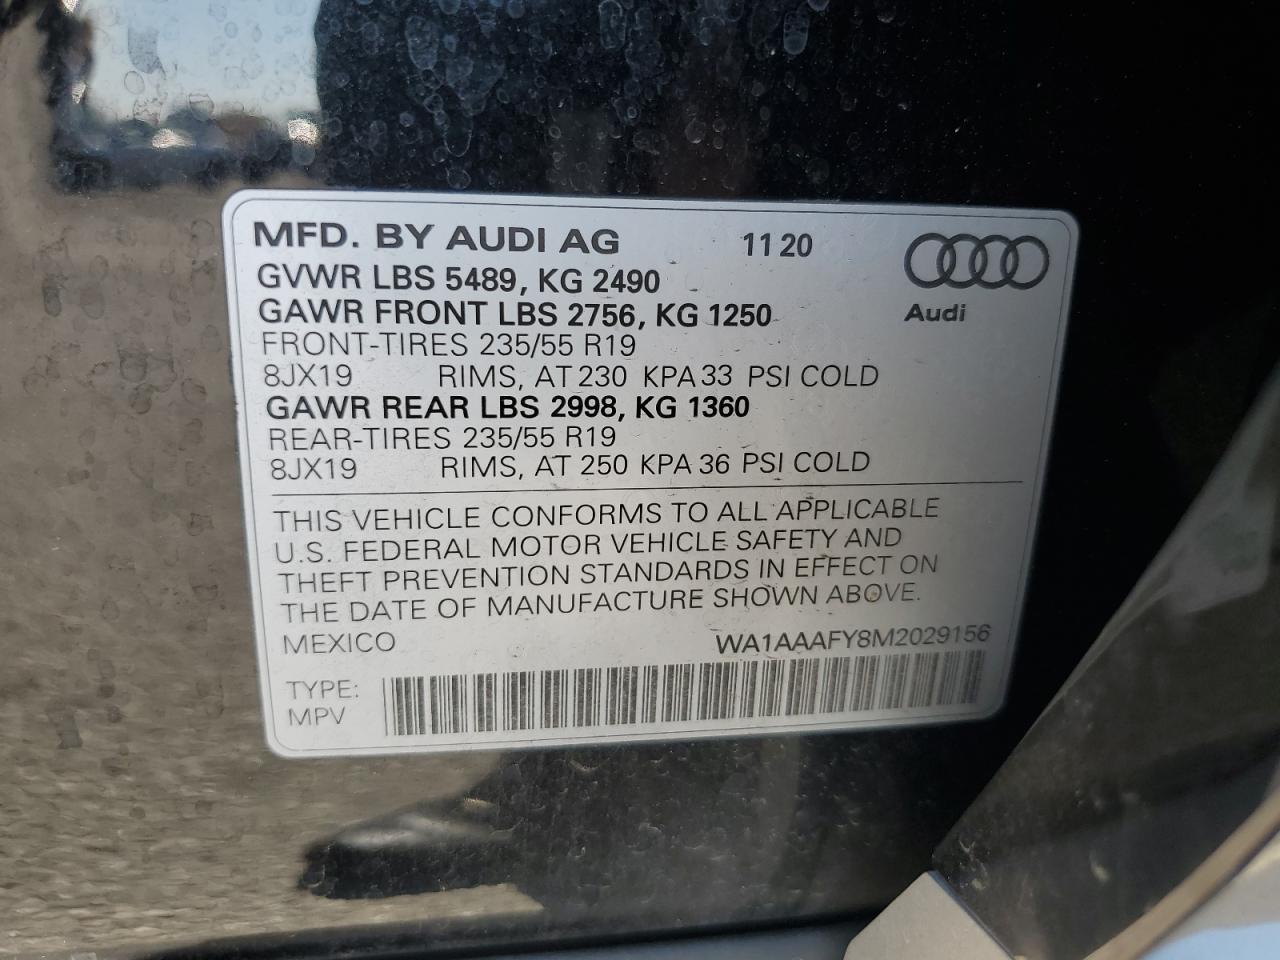 MFD. BY AUDI AG 11 20
GVWR LBS 5489, KG 2490
GAWR FRONT LBS 2756, KG 1250
Audi
FRONT-TIRES 235/55 R19
8JX19 RIMS, AT 230 KPA 33 PSI COLD
GAWR REAR LBS 2998, KG 1360
REAR-TIRES 235/55 R19
8JX19 RIMS, AT 250 KPA 36 PSI COLD
THIS VEHICLE CONFORMS TO ALL APPLICABLE
U.S. FEDERAL MOTOR VEHICLE SAFETY AND
THEFT PREVENTION STANDARDS IN EFFECT ON
THE DATE OF MANUFACTURE SHOWN ABOVE.
MEXICO WA1AAAFY8M2029156
TYPE:
MPV